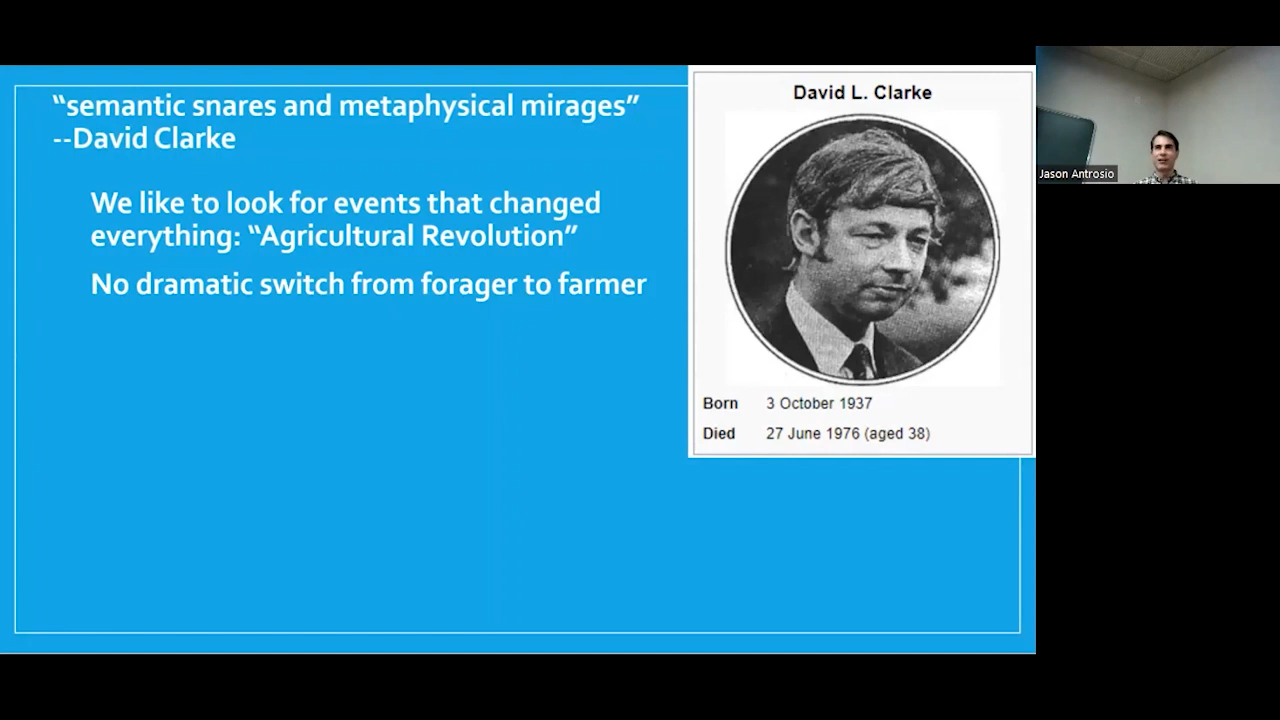 “semantic snares and metaphysical mirages”
--David Clarke
We like to look for events that changed
everything: “Agricultural Revolution”
No dramatic switch from forager to farmer
David L. Clarke
Born 3 October 1937
Died 27 June 1976 (aged 38)
Jason Antrosio